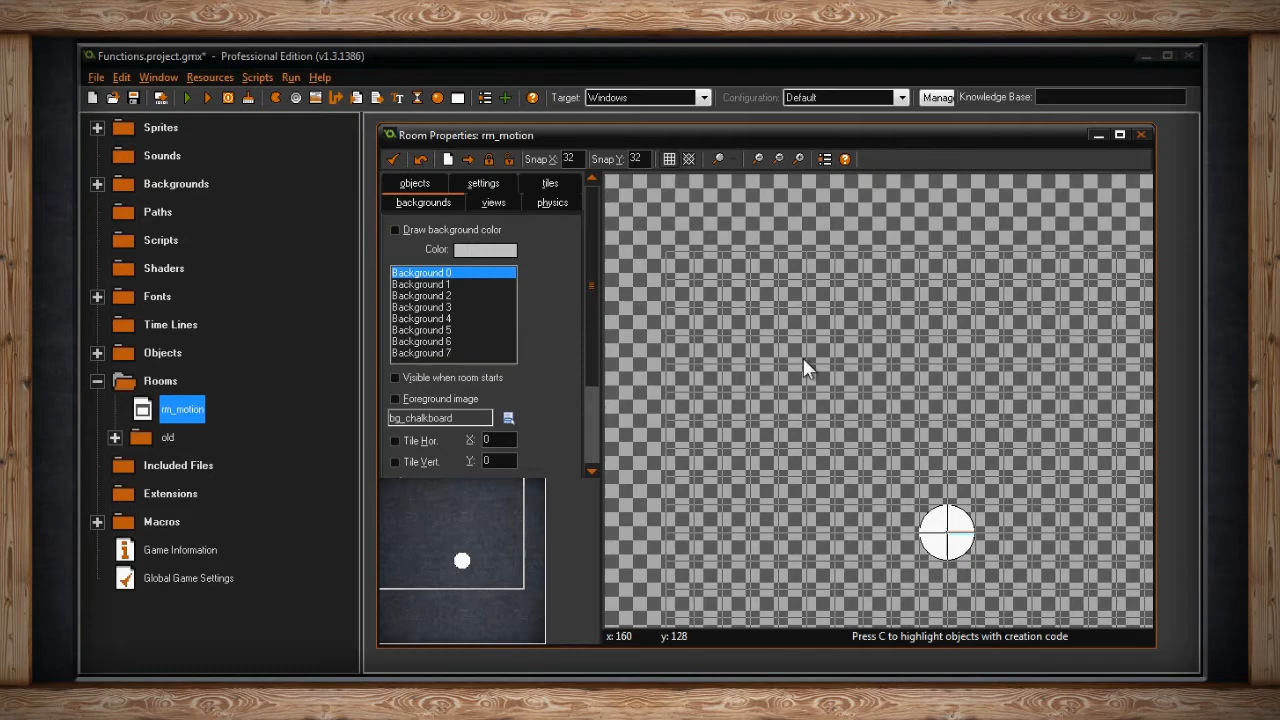 Functions.project.gmx* - Professional Edition (v1.3.1386)
File Edit Window Resources Scripts Run Help
Target: Windows Configuration: Default Manag Knowledge Base:
Sprites
Sounds
Backgrounds
Paths
Scripts
Shaders
Fonts
Time Lines
Objects
Rooms
rm_motion
old
Included Files
Extensions
Macros
Game Information
Global Game Settings
Room Properties: rm_motion
Snap X: 32 Snap Y: 32
objects settings tiles
backgrounds views physics
Draw background color
Color:
Background 0
Background 1
Background 2
Background 3
Background 4
Background 5
Background 6
Background 7
Visible when room starts
Foreground image
bg_chalkboard
Tile Hor. X: 0
Tile Vert. Y: 0
x: 160 y: 128 Press C to highlight objects with creation code